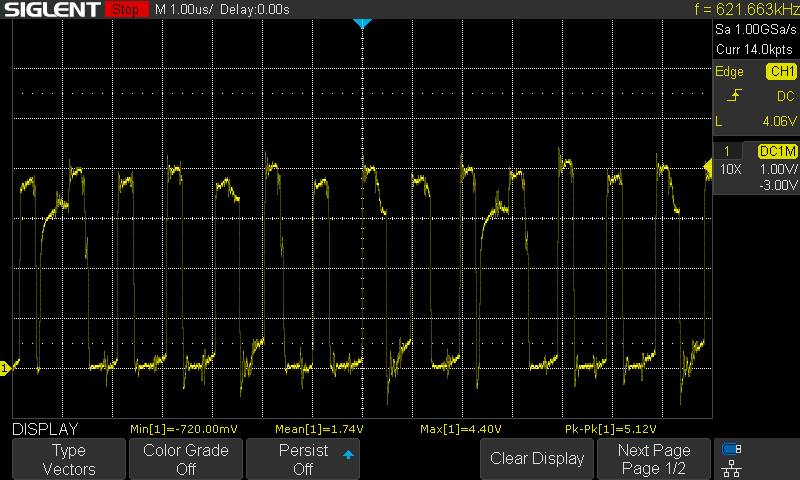 SIGLENT Stop M 1.00us/ Delay:0.00s f = 621.663kHz
Sa 1.00GSa/s
Curr 14.0kpts
Edge CH1
DC
L 4.06V
1 DC1M
10X 1.00V/
-3.00V
1
DISPLAY Min[1]=-720.00mV Mean[1]=1.74V Max[1]=4.40V Pk-Pk[1]=5.12V
Type Color Grade Persist Clear Display Next Page
Vectors Off Off Page 1/2